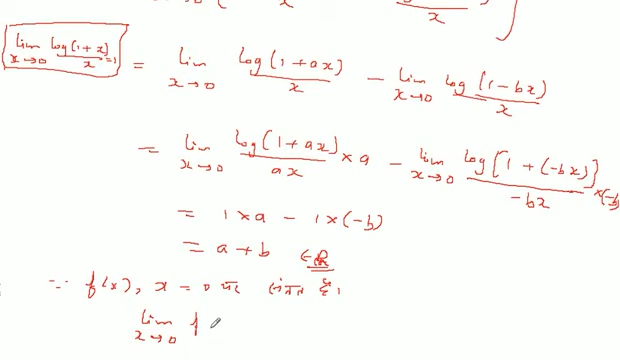 lim x→0 log(1+x)/x =1
= lim x→0 log(1+ax)/x − lim x→0 log(1−bx)/x
= lim x→0 log(1+ax)/ax × a − lim x→0 log[1+(−bx)]/−bx ×(−b)
= 1×a − 1×(−b)
= a+b
∵ f(x), x=0 पर संतत है।
lim x→0 f